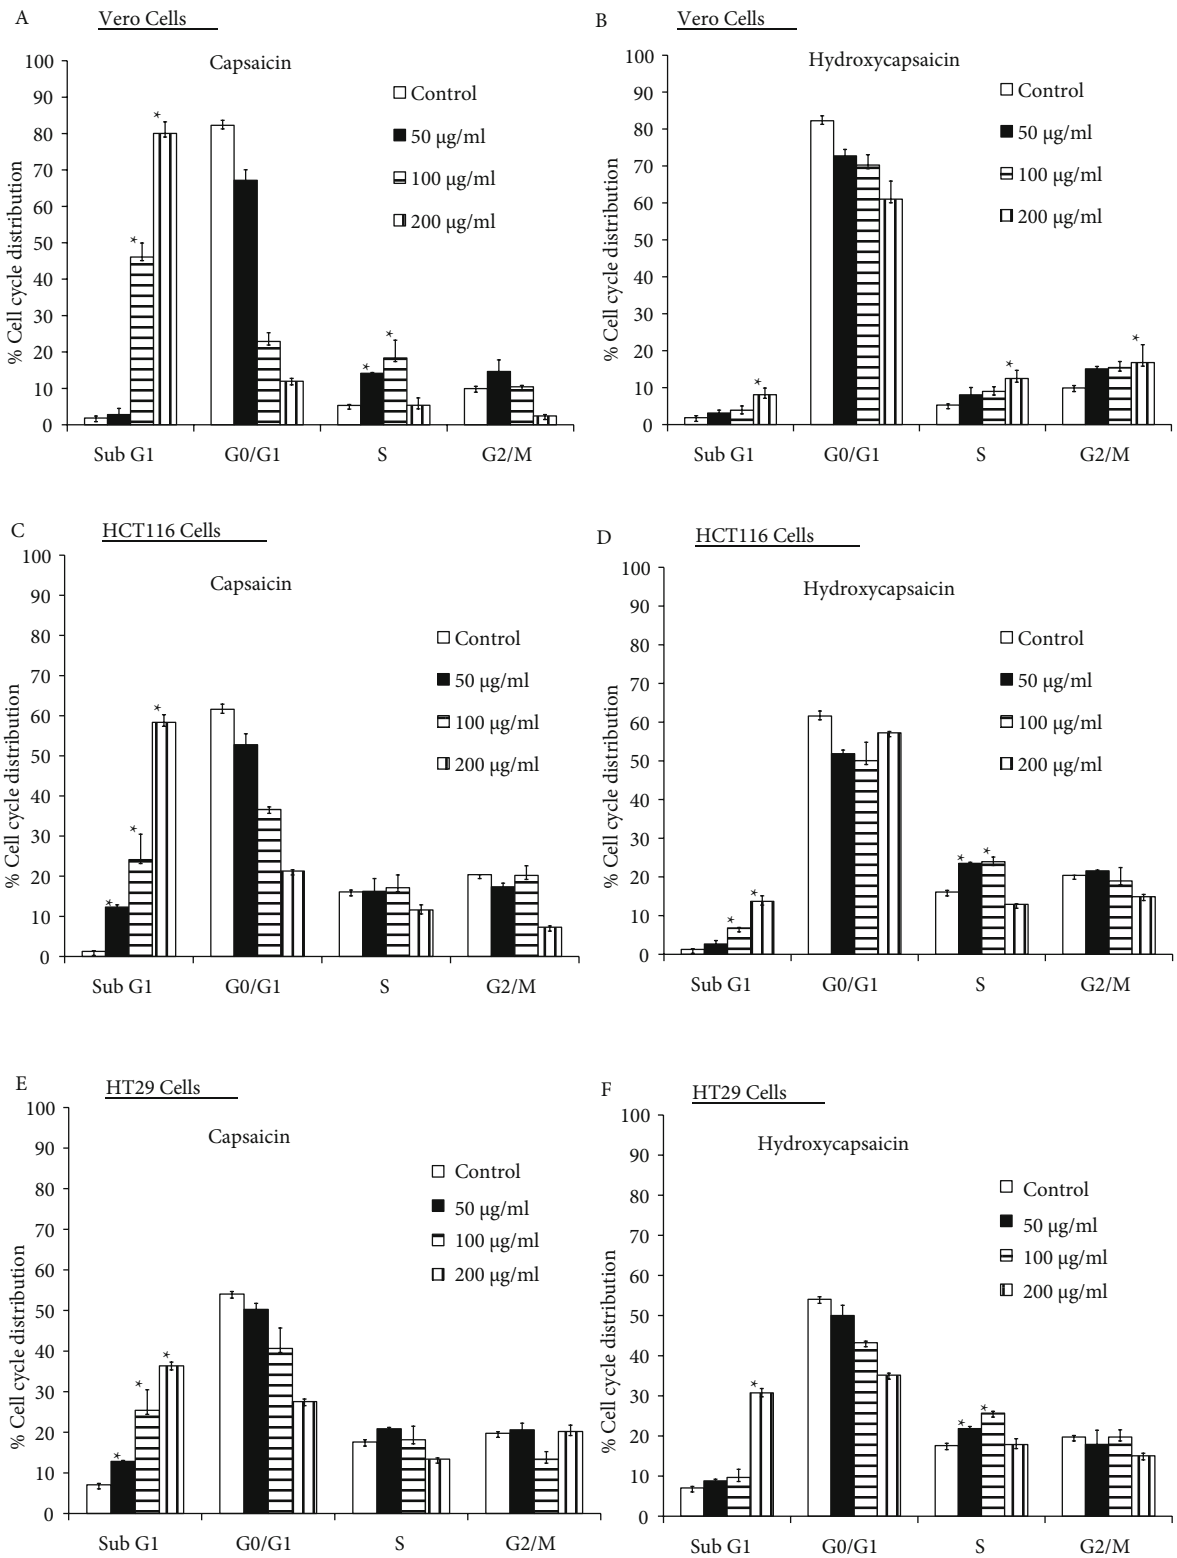 A
Vero Cells
Capsaicin
Control
50 µg/ml
100 µg/ml
200 µg/ml
% Cell cycle distribution
100
90
80
70
60
50
40
30
20
10
0
* * * *
Sub G1 G0/G1 S G2/M
B
Vero Cells
Hydroxycapsaicin
Control
50 µg/ml
100 µg/ml
200 µg/ml
% Cell cycle distribution
100
90
80
70
60
50
40
30
20
10
0
* * *
Sub G1 G0/G1 S G2/M
C
HCT116 Cells
Capsaicin
Control
50 µg/ml
100 µg/ml
200 µg/ml
% Cell cycle distribution
100
90
80
70
60
50
40
30
20
10
0
* * *
Sub G1 G0/G1 S G2/M
D
HCT116 Cells
Hydroxycapsaicin
Control
50 µg/ml
100 µg/ml
200 µg/ml
% Cell cycle distribution
100
90
80
70
60
50
40
30
20
10
0
* * * *
Sub G1 G0/G1 S G2/M
E
HT29 Cells
Capsaicin
Control
50 µg/ml
100 µg/ml
200 µg/ml
% Cell cycle distribution
100
90
80
70
60
50
40
30
20
10
0
* * *
Sub G1 G0/G1 S G2/M
F
HT29 Cells
Hydroxycapsaicin
Control
50 µg/ml
100 µg/ml
200 µg/ml
% Cell cycle distribution
100
90
80
70
60
50
40
30
20
10
0
* * *
Sub G1 G0/G1 S G2/M